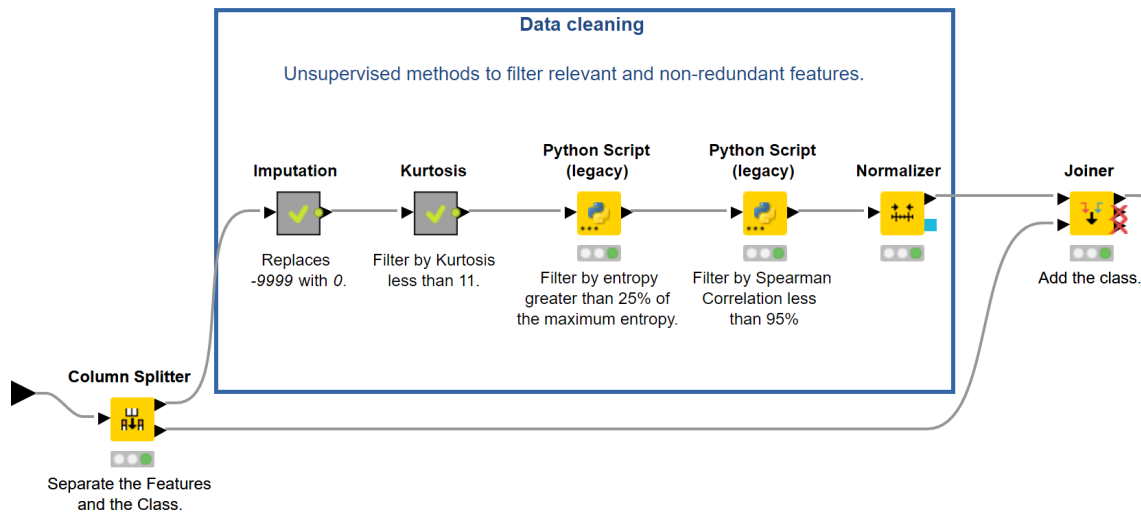 Data cleaning
Unsupervised methods to filter relevant and non-redundant features.
Imputation
Replaces
-9999 with 0.
Kurtosis
Filter by Kurtosis
less than 11.
Python Script
(legacy)
Filter by entropy
greater than 25% of
the maximum entropy.
Python Script
(legacy)
Filter by Spearman
Correlation less
than 95%
Normalizer
Joiner
Add the class.
Column Splitter
Separate the Features
and the Class.